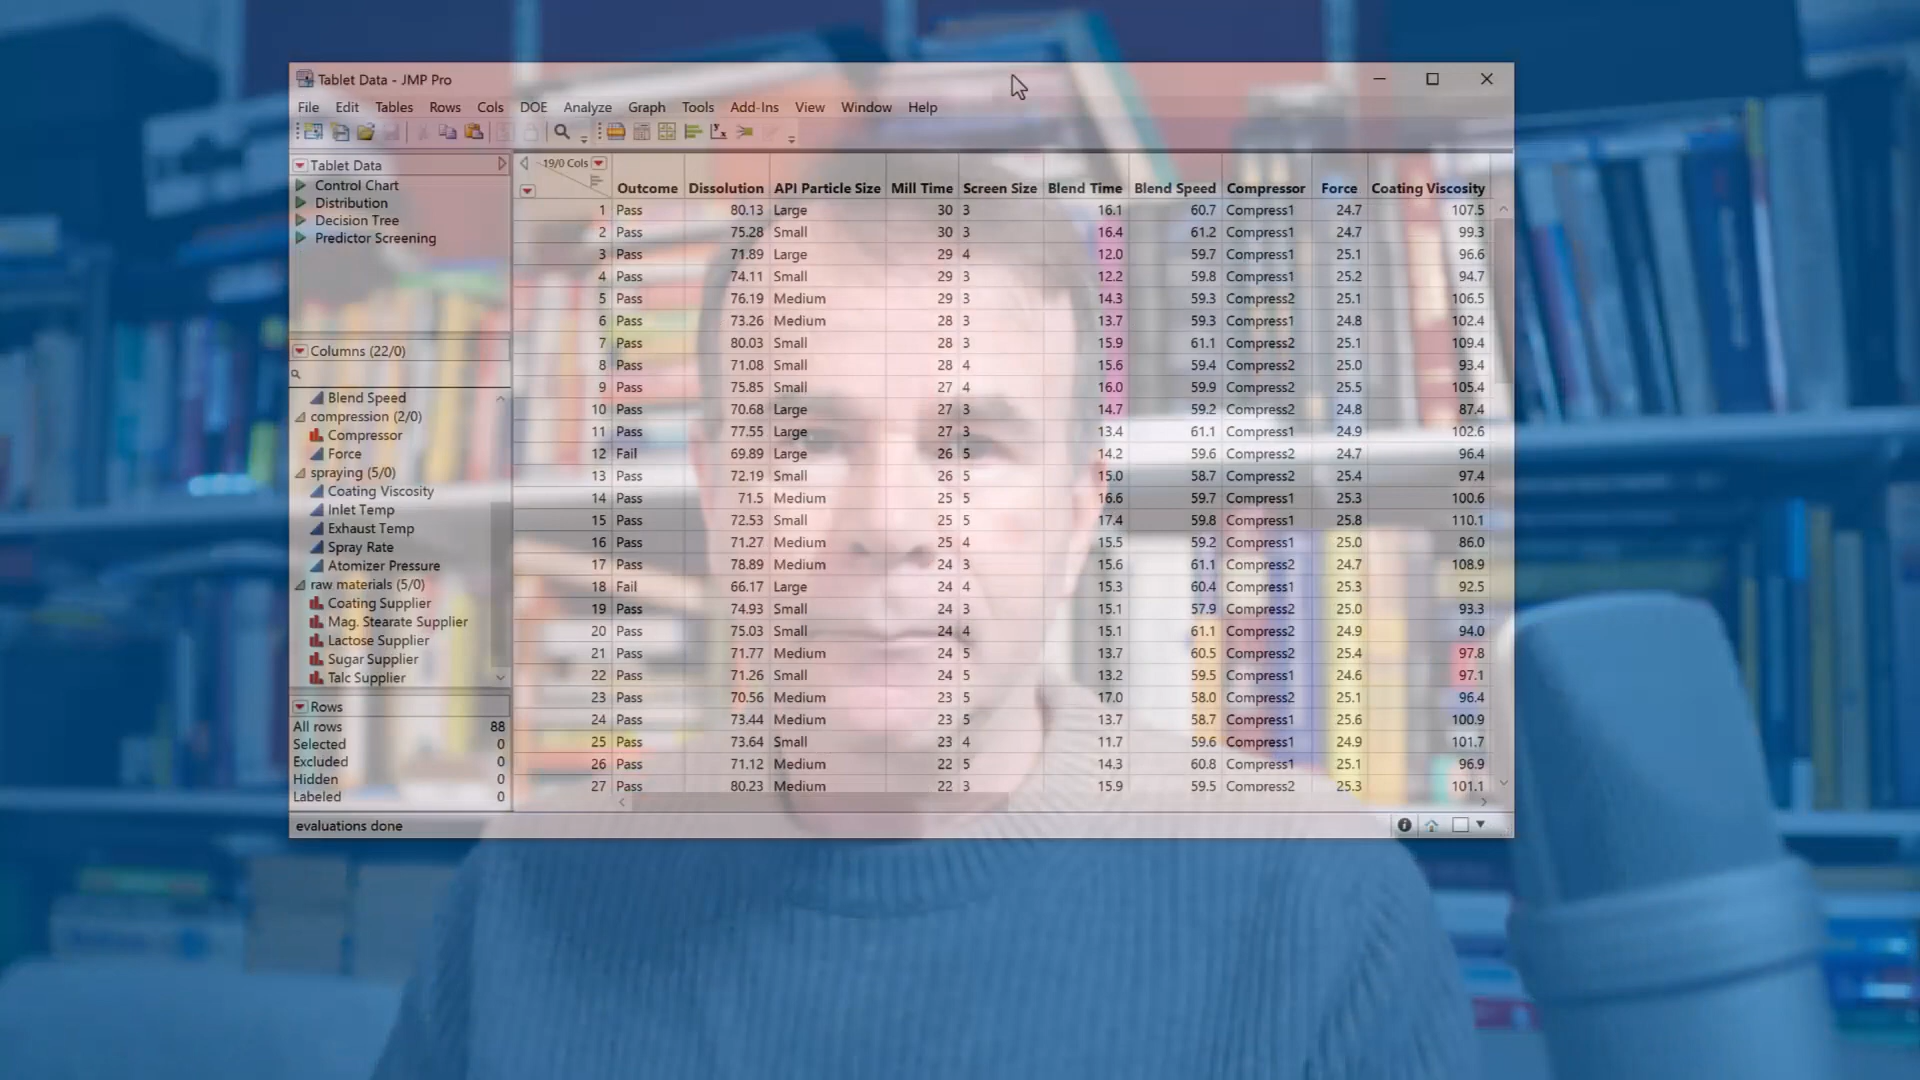 Tablet Data - JMP Pro
File Edit Tables Rows Cols DOE Analyze Graph Tools Add-Ins View Window Help
Tablet Data
Control Chart
Distribution
Decision Tree
Predictor Screening
Columns (22/0)
Blend Speed
compression (2/0)
Compressor
Force
spraying (5/0)
Coating Viscosity
Inlet Temp
Exhaust Temp
Spray Rate
Atomizer Pressure
raw materials (5/0)
Coating Supplier
Mag. Stearate Supplier
Lactose Supplier
Sugar Supplier
Talc Supplier
Rows
All rows 88
Selected 0
Excluded 0
Hidden 0
Labeled 0
19/0 Cols
Outcome Dissolution API Particle Size Mill Time Screen Size Blend Time Blend Speed Compressor Force Coating Viscosity
1 Pass 80.13 Large 30 3 16.1 60.7 Compress1 24.7 107.5
2 Pass 75.28 Small 30 3 16.4 61.2 Compress1 24.7 99.3
3 Pass 71.89 Large 29 4 12.0 59.7 Compress1 25.1 96.6
4 Pass 74.11 Small 29 3 12.2 59.8 Compress1 25.2 94.7
5 Pass 76.19 Medium 29 3 14.3 59.3 Compress2 25.1 106.5
6 Pass 73.26 Medium 28 3 13.7 59.3 Compress1 24.8 102.4
7 Pass 80.03 Small 28 3 15.9 61.1 Compress2 25.1 109.4
8 Pass 71.08 Small 28 4 15.6 59.4 Compress2 25.0 93.4
9 Pass 75.85 Small 27 4 16.0 59.9 Compress2 25.5 105.4
10 Pass 70.68 Large 27 3 14.7 59.2 Compress2 24.8 87.4
11 Pass 77.55 Large 27 3 13.4 61.1 Compress1 24.9 102.6
12 Fail 69.89 Large 26 5 14.2 59.6 Compress2 24.7 96.4
13 Pass 72.19 Small 26 5 15.0 58.7 Compress2 25.4 97.4
14 Pass 71.5 Medium 25 5 16.6 59.7 Compress1 25.3 100.6
15 Pass 72.53 Small 25 5 17.4 59.8 Compress1 25.8 110.1
16 Pass 71.27 Medium 25 4 15.5 59.2 Compress1 25.0 86.0
17 Pass 78.89 Medium 24 3 15.6 61.1 Compress2 24.7 108.9
18 Fail 66.17 Large 24 4 15.3 60.4 Compress1 25.3 92.5
19 Pass 74.93 Small 24 3 15.1 57.9 Compress2 25.0 93.3
20 Pass 75.03 Small 24 4 15.1 61.1 Compress2 24.9 94.0
21 Pass 71.77 Medium 24 5 13.7 60.5 Compress2 25.4 97.8
22 Pass 71.26 Small 24 5 13.2 59.5 Compress1 24.6 97.1
23 Pass 70.56 Medium 23 5 17.0 58.0 Compress2 25.1 96.4
24 Pass 73.44 Medium 23 5 13.7 58.7 Compress1 25.6 100.9
25 Pass 73.64 Small 23 4 11.7 59.6 Compress1 24.9 101.7
26 Pass 71.12 Medium 22 5 14.3 60.8 Compress1 25.1 96.9
27 Pass 80.23 Medium 22 3 15.9 59.5 Compress2 25.3 101.1
evaluations done